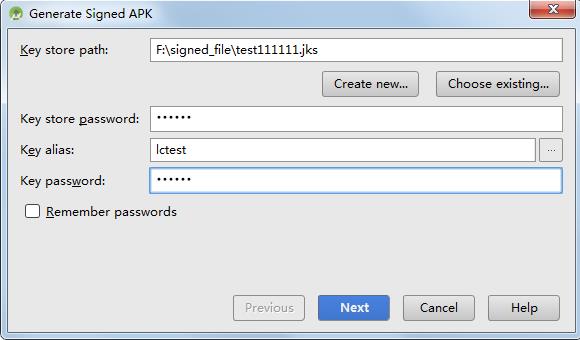 Generate Signed APK
Key store path: F:\signed_file\test111111.jks
Create new... Choose existing...
Key store password: ••••••
Key alias: lctest ...
Key password: ••••••
Remember passwords
Previous Next Cancel Help